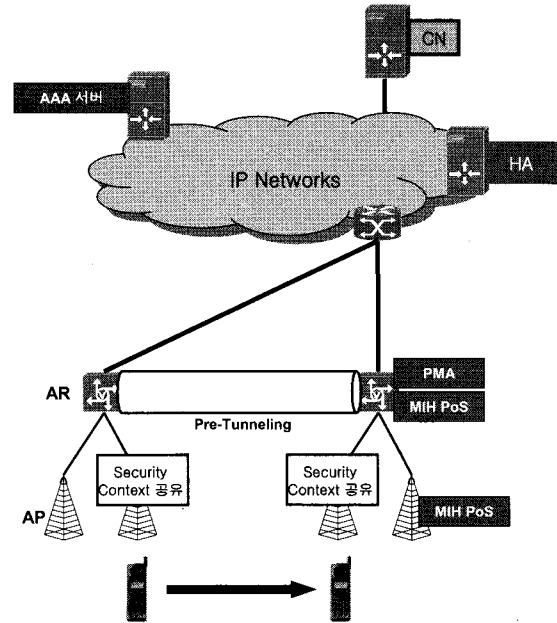 CN
AAA 서버
HA
IP Networks
AR
PMA
MIH PoS
Pre-Tunneling
Security
Context 공유
Security
Context 공유
AP
MIH PoS